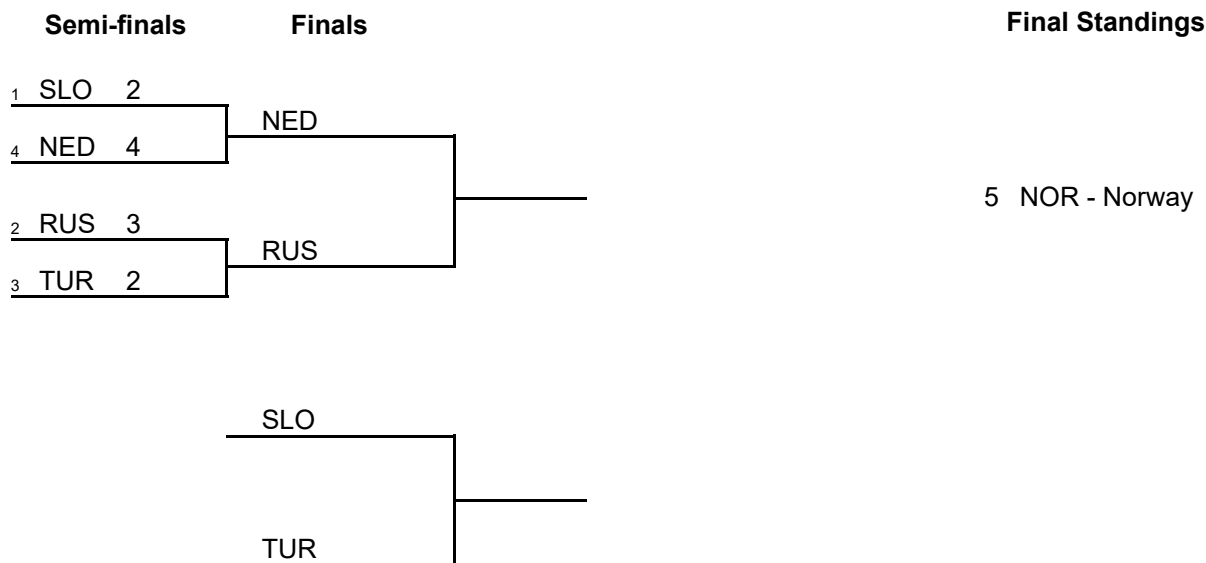 Semi-finals Finals Final Standings
1 SLO 2
NED
4 NED 4
5 NOR - Norway
2 RUS 3
RUS
3 TUR 2
SLO
TUR